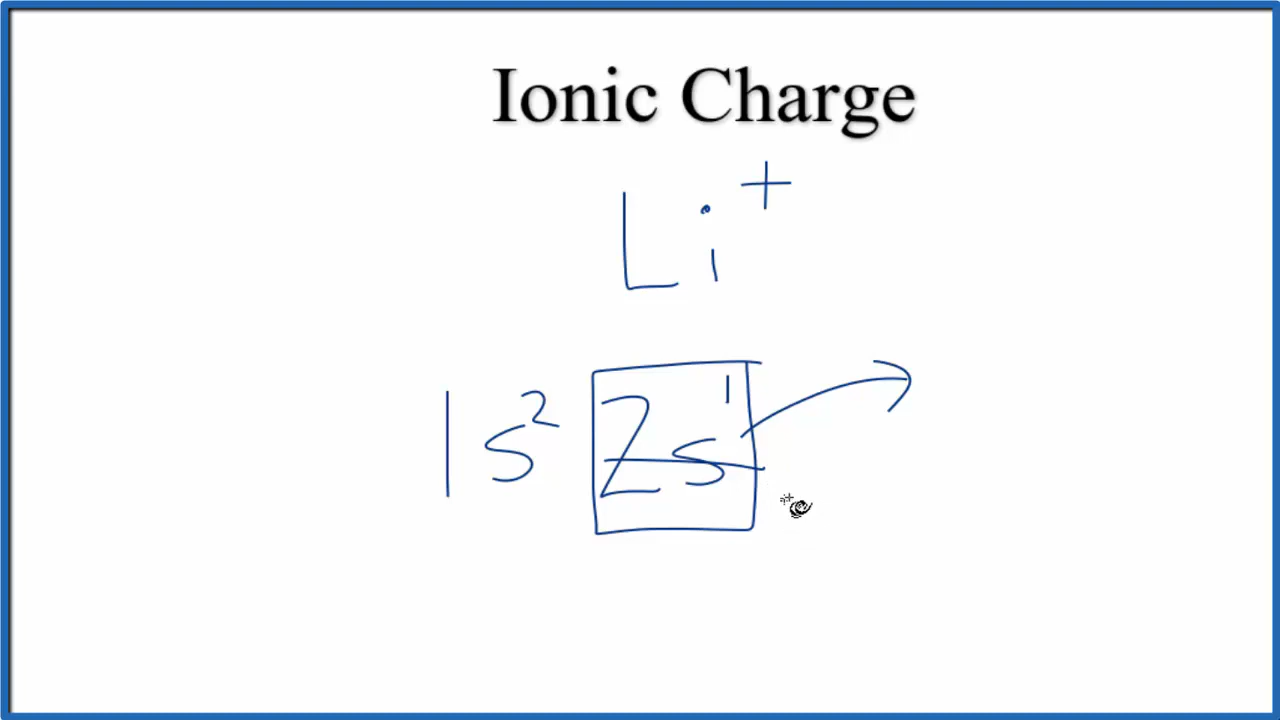 Ionic Charge
Li⁺
1s² 2s¹